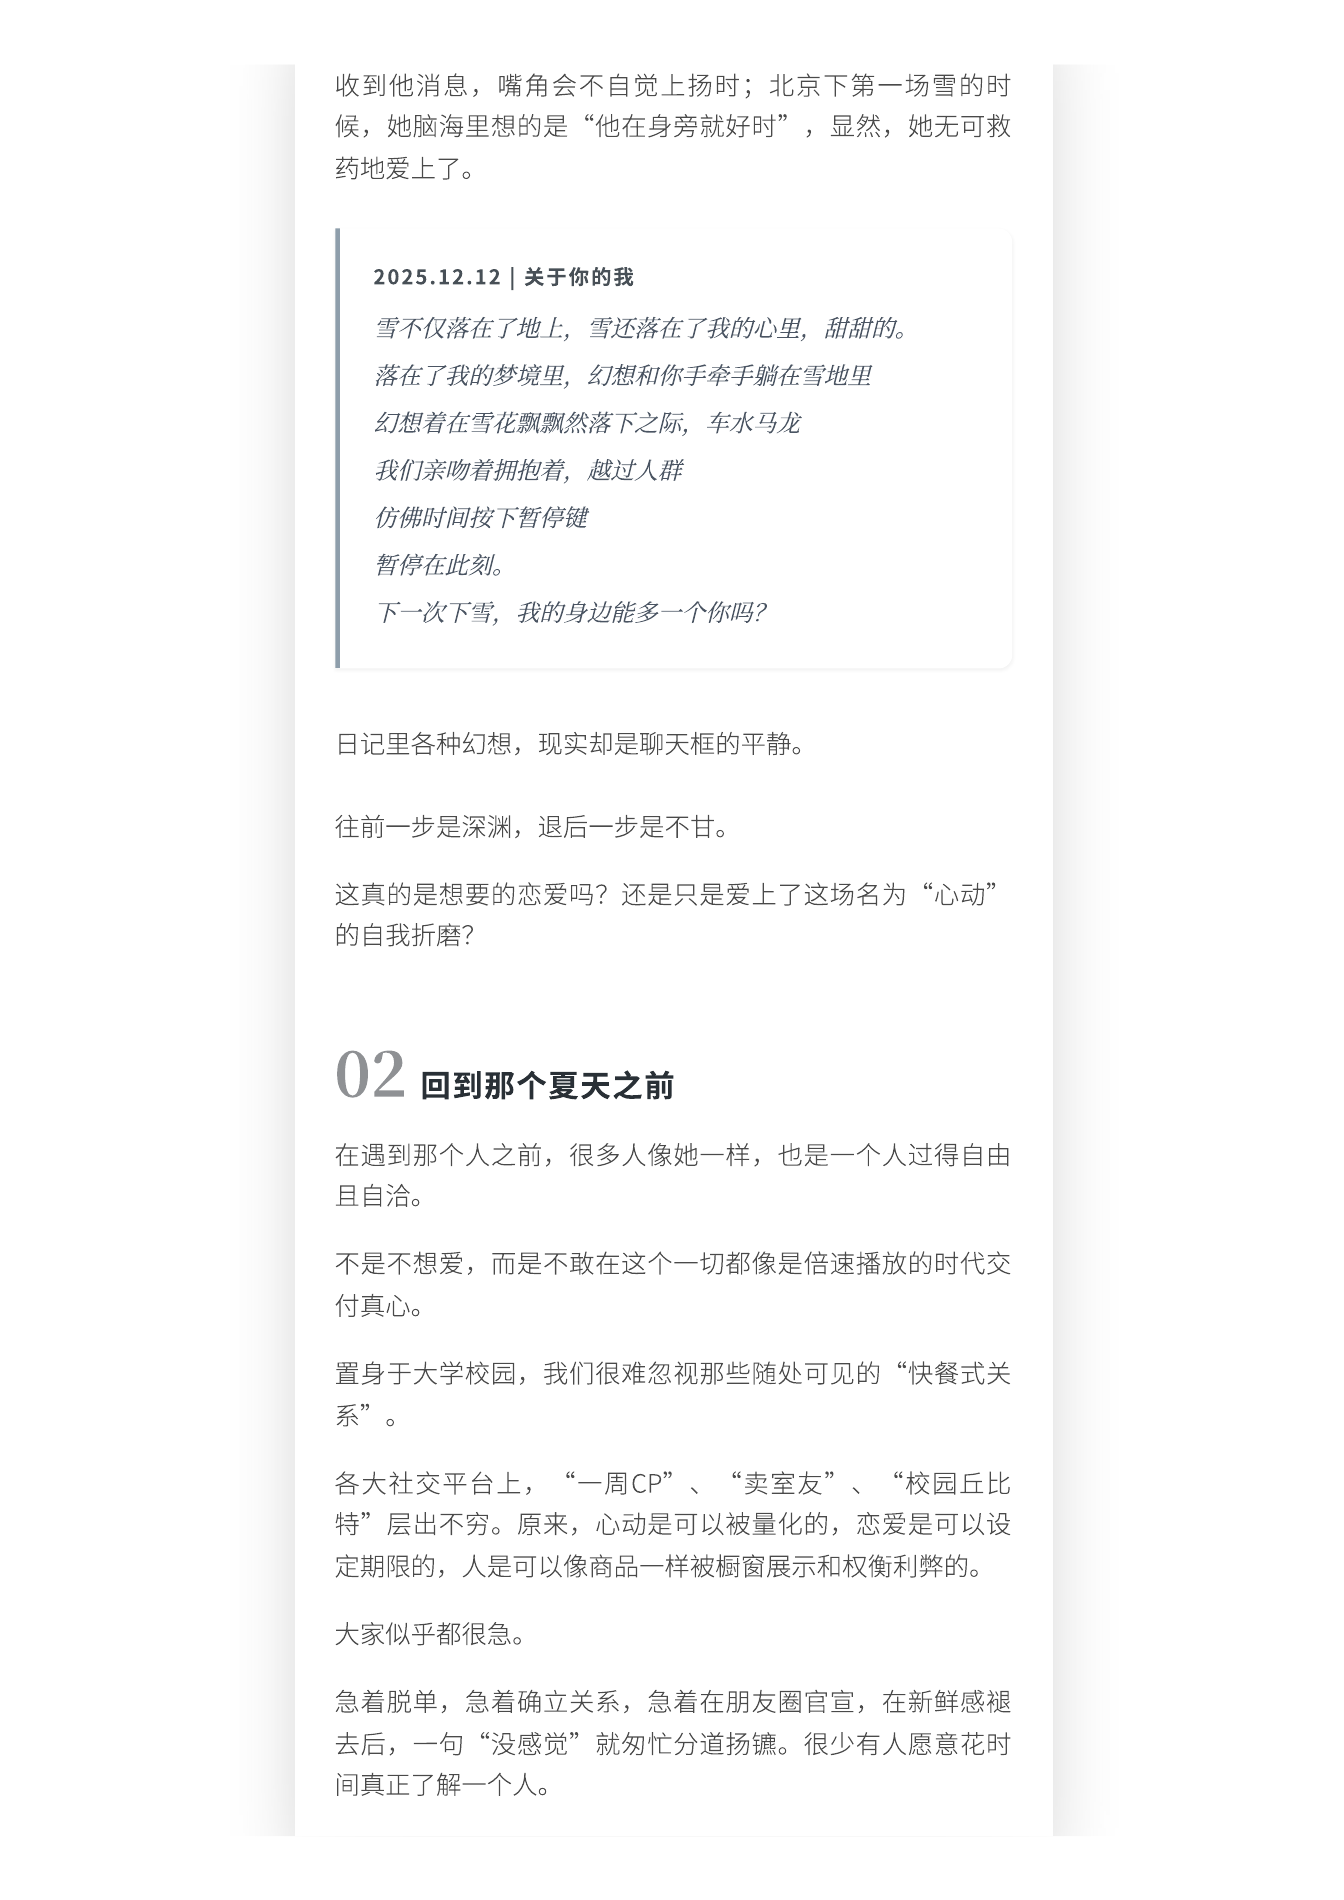 收到他消息，嘴角会不自觉上扬时；北京下第一场雪的时
候，她脑海里想的是“他在身旁就好时”，显然，她无可救
药地爱上了。
2025.12.12 | 关于你的我
雪不仅落在了地上，雪还落在了我的心里，甜甜的。
落在了我的梦境里，幻想和你手牵手躺在雪地里
幻想着在雪花飘飘然落下之际，车水马龙
我们亲吻着拥抱着，越过人群
仿佛时间按下暂停键
暂停在此刻。
下一次下雪，我的身边能多一个你吗？
日记里各种幻想，现实却是聊天框的平静。
往前一步是深渊，退后一步是不甘。
这真的是想要的恋爱吗？还是只是爱上了这场名为“心动”
的自我折磨？
02 回到那个夏天之前
在遇到那个人之前，很多人像她一样，也是一个人过得自由
且自洽。
不是不想爱，而是不敢在这个一切都像是倍速播放的时代交
付真心。
置身于大学校园，我们很难忽视那些随处可见的“快餐式关
系”。
各大社交平台上，“一周CP”、“卖室友”、“校园丘比
特”层出不穷。原来，心动是可以被量化的，恋爱是可以设
定期限的，人是可以像商品一样被橱窗展示和权衡利弊的。
大家似乎都很急。
急着脱单，急着确立关系，急着在朋友圈官宣，在新鲜感褪
去后，一句“没感觉”就匆忙分道扬镳。很少有人愿意花时
间真正了解一个人。